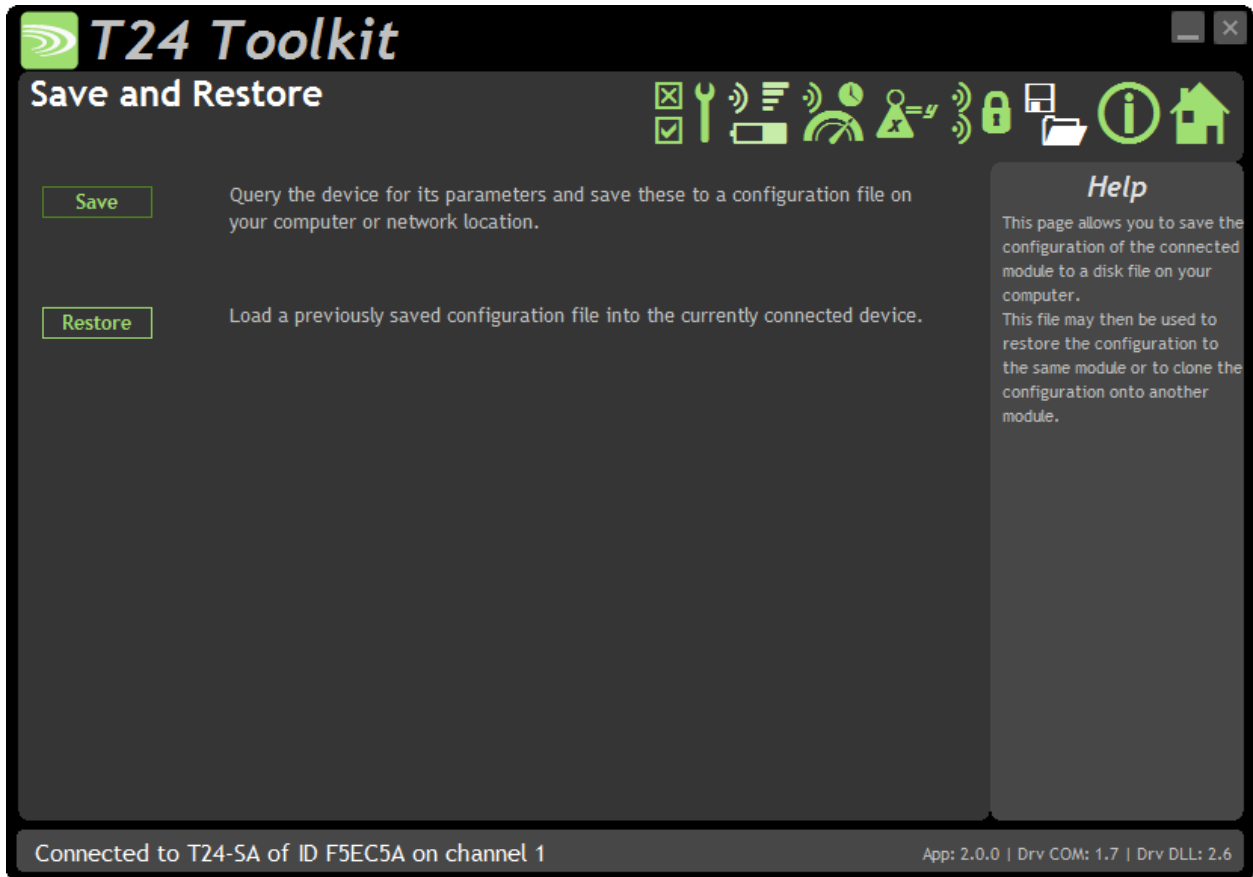 T24 Toolkit
Save and Restore
x=y
Save
Query the device for its parameters and save these to a configuration file on
your computer or network location.
Restore
Load a previously saved configuration file into the currently connected device.
Help
This page allows you to save the
configuration of the connected
module to a disk file on your
computer.
This file may then be used to
restore the configuration to
the same module or to clone the
configuration onto another
module.
Connected to T24-SA of ID F5EC5A on channel 1
App: 2.0.0 | Drv COM: 1.7 | Drv DLL: 2.6